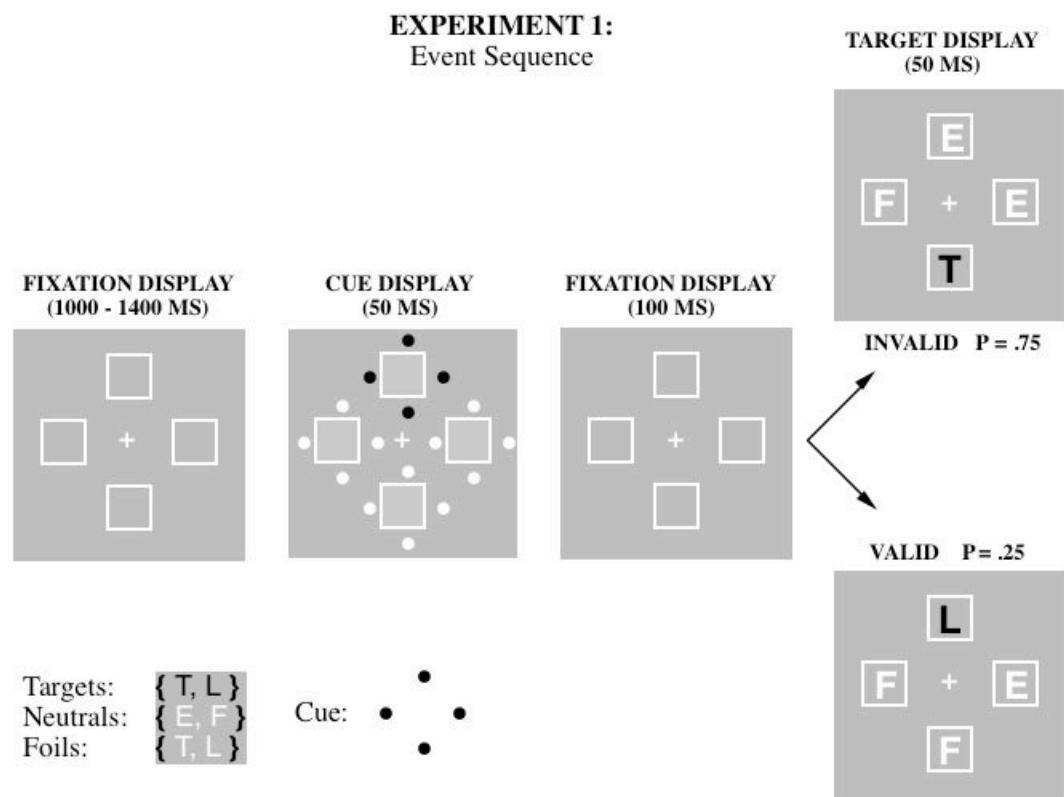 EXPERIMENT 1:
Event Sequence
TARGET DISPLAY
(50 MS)
E
F + E
T
FIXATION DISPLAY
(1000 - 1400 MS)
+
CUE DISPLAY
(50 MS)
+
FIXATION DISPLAY
(100 MS)
+
INVALID P = .75
VALID P = .25
L
F + E
F
Targets: { T, L }
Neutrals: { E, F }
Foils: { T, L }
Cue: